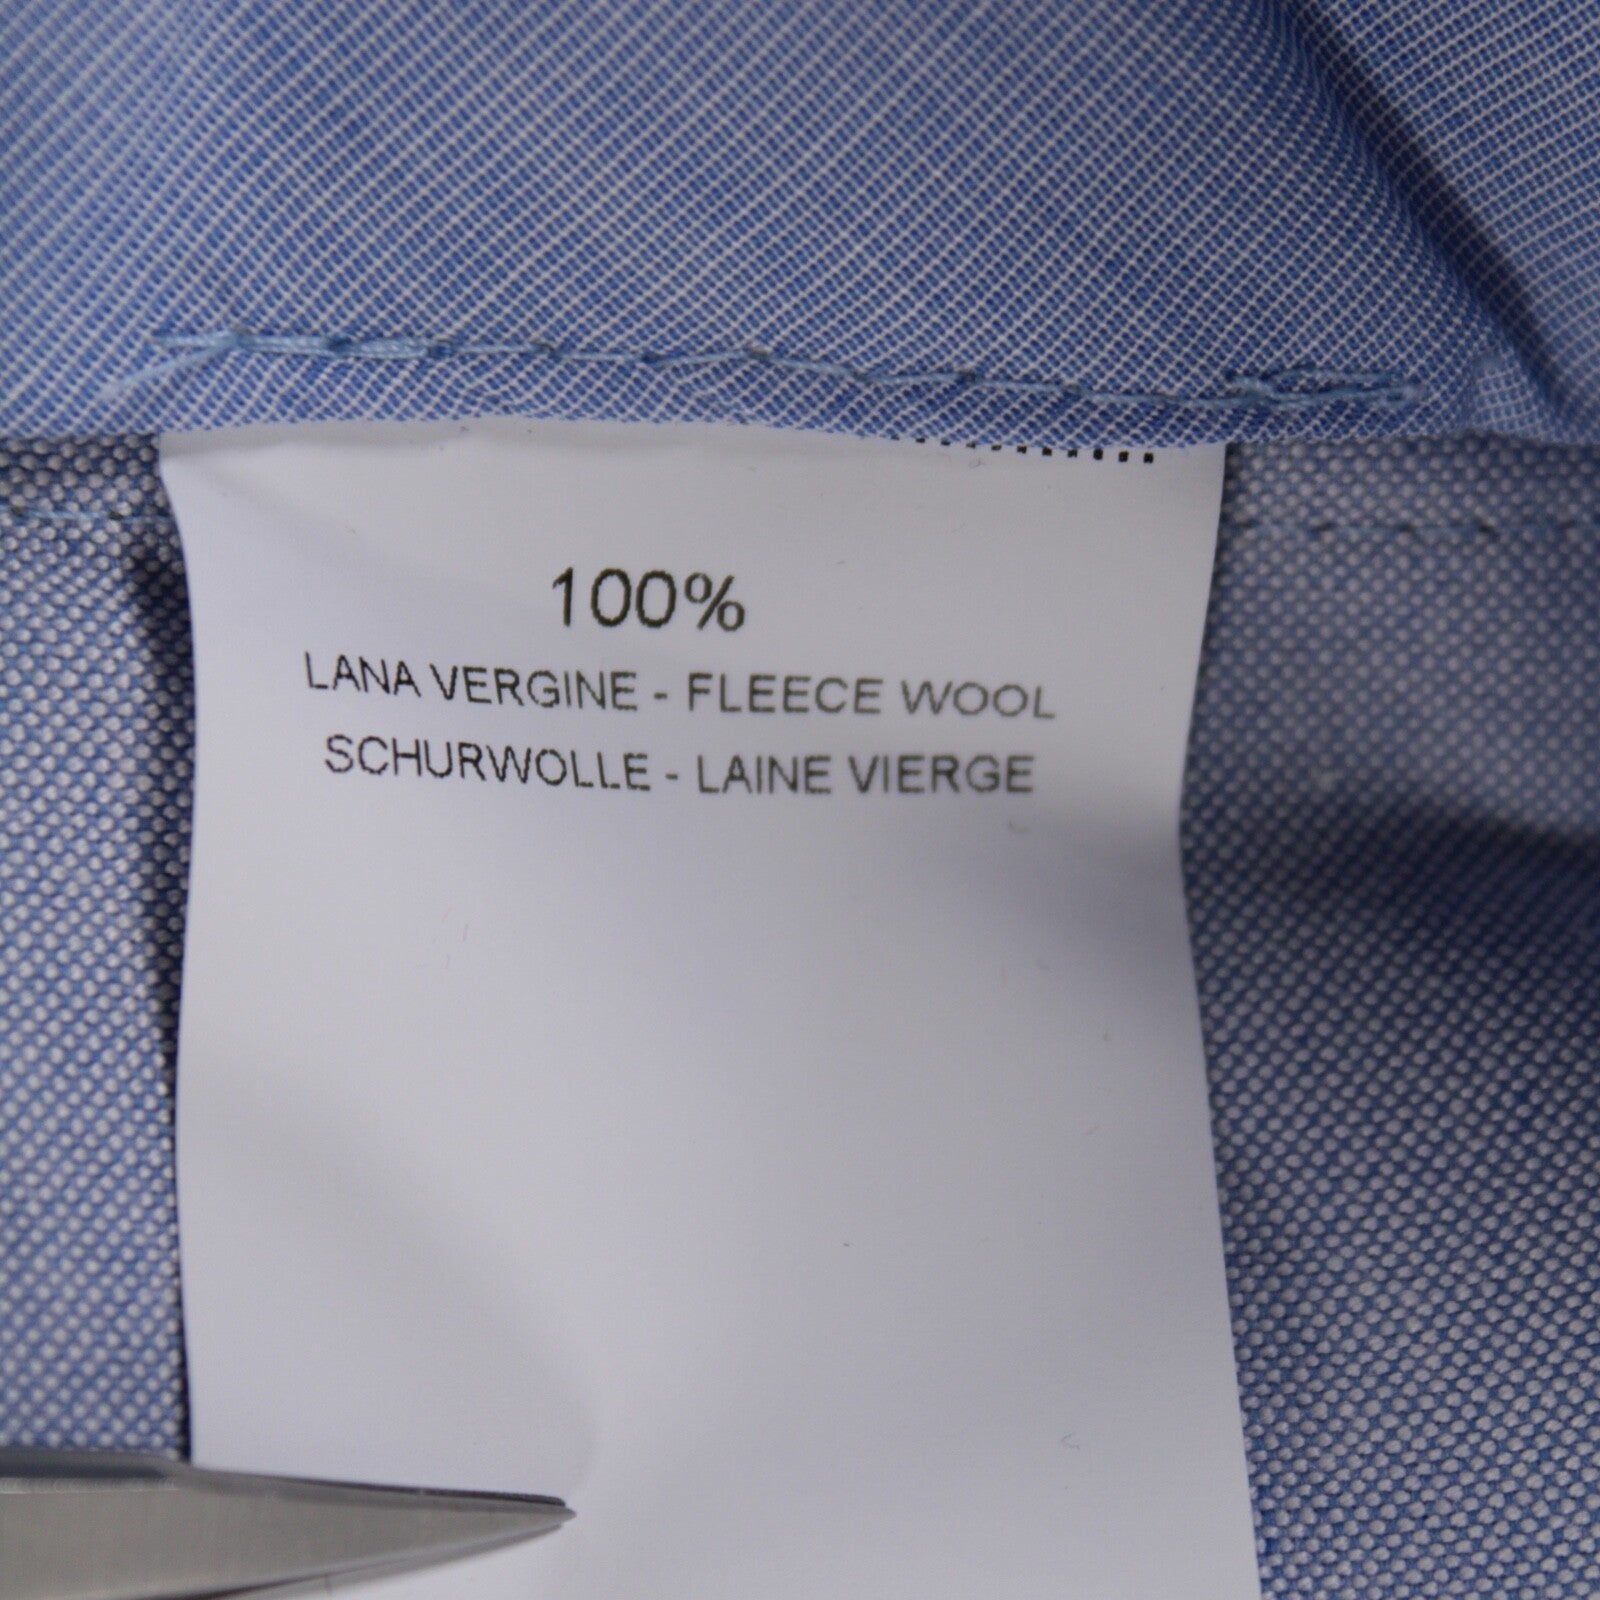 100%
LANA VERGINE - FLEECE WOOL
SCHURWOLLE - LAINE VIERGE